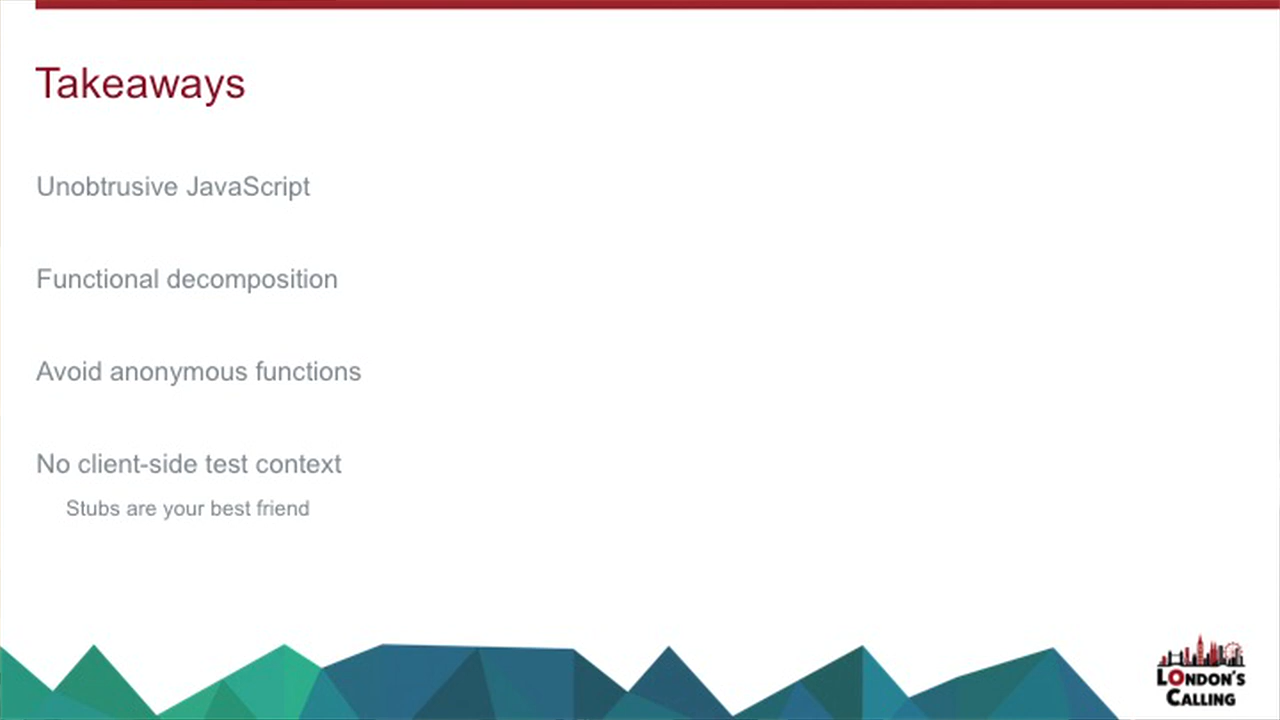 Takeaways
Unobtrusive JavaScript
Functional decomposition
Avoid anonymous functions
No client-side test context
Stubs are your best friend
LONDON'S
CALLING